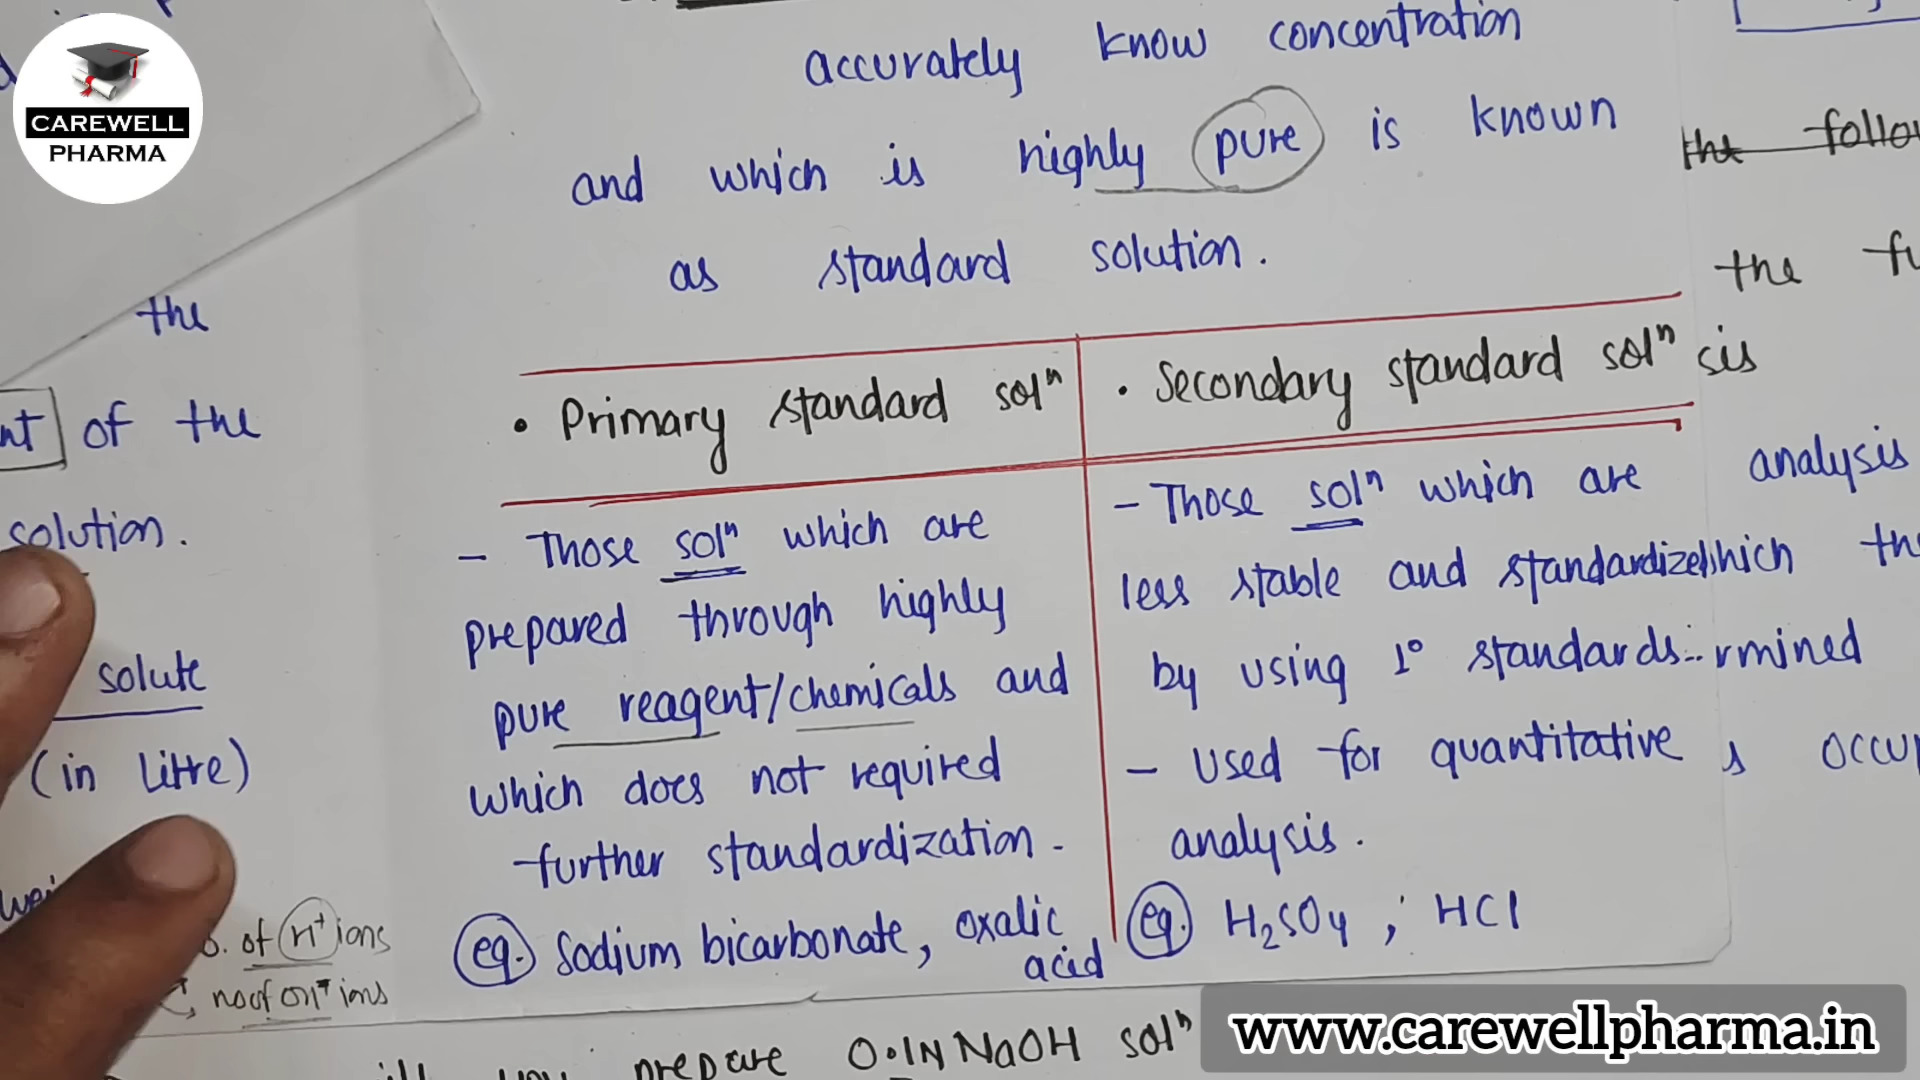 CAREWELL
PHARMA
accurately know concentration
and which is highly pure is known
as standard solution.
the
of the
solution.
solute
(in litre)
of H+ ions
no of OH- ions
• Primary standard solⁿ
- Those solⁿ which are
prepared through highly
pure reagent/chemicals and
which does not required
further standardization.
eg. Sodium bicarbonate, oxalic
acid
• Secondary standard solⁿ
- Those solⁿ which are
less stable and standardized
by using 1° standards..
- Used for quantitative
analysis.
eg. H₂SO₄, HCl
the
the
sis
analysis
hich
rmined
prepare 0.1N NaOH solⁿ
www.carewellpharma.in